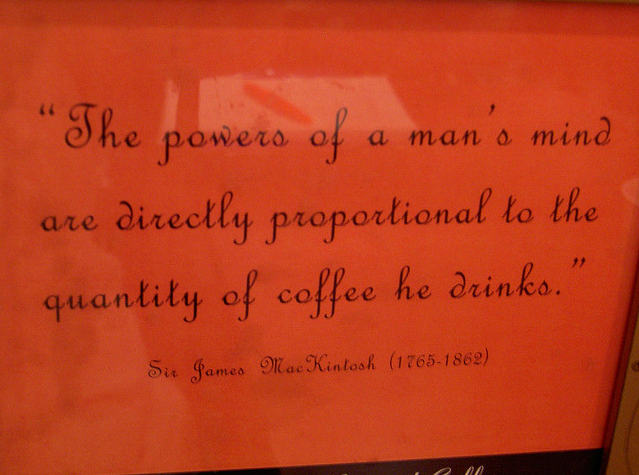 “The powers of a man's mind
are directly proportional to the
quantity of coffee he drinks.”
Sir James MacKintosh (1765-1862)